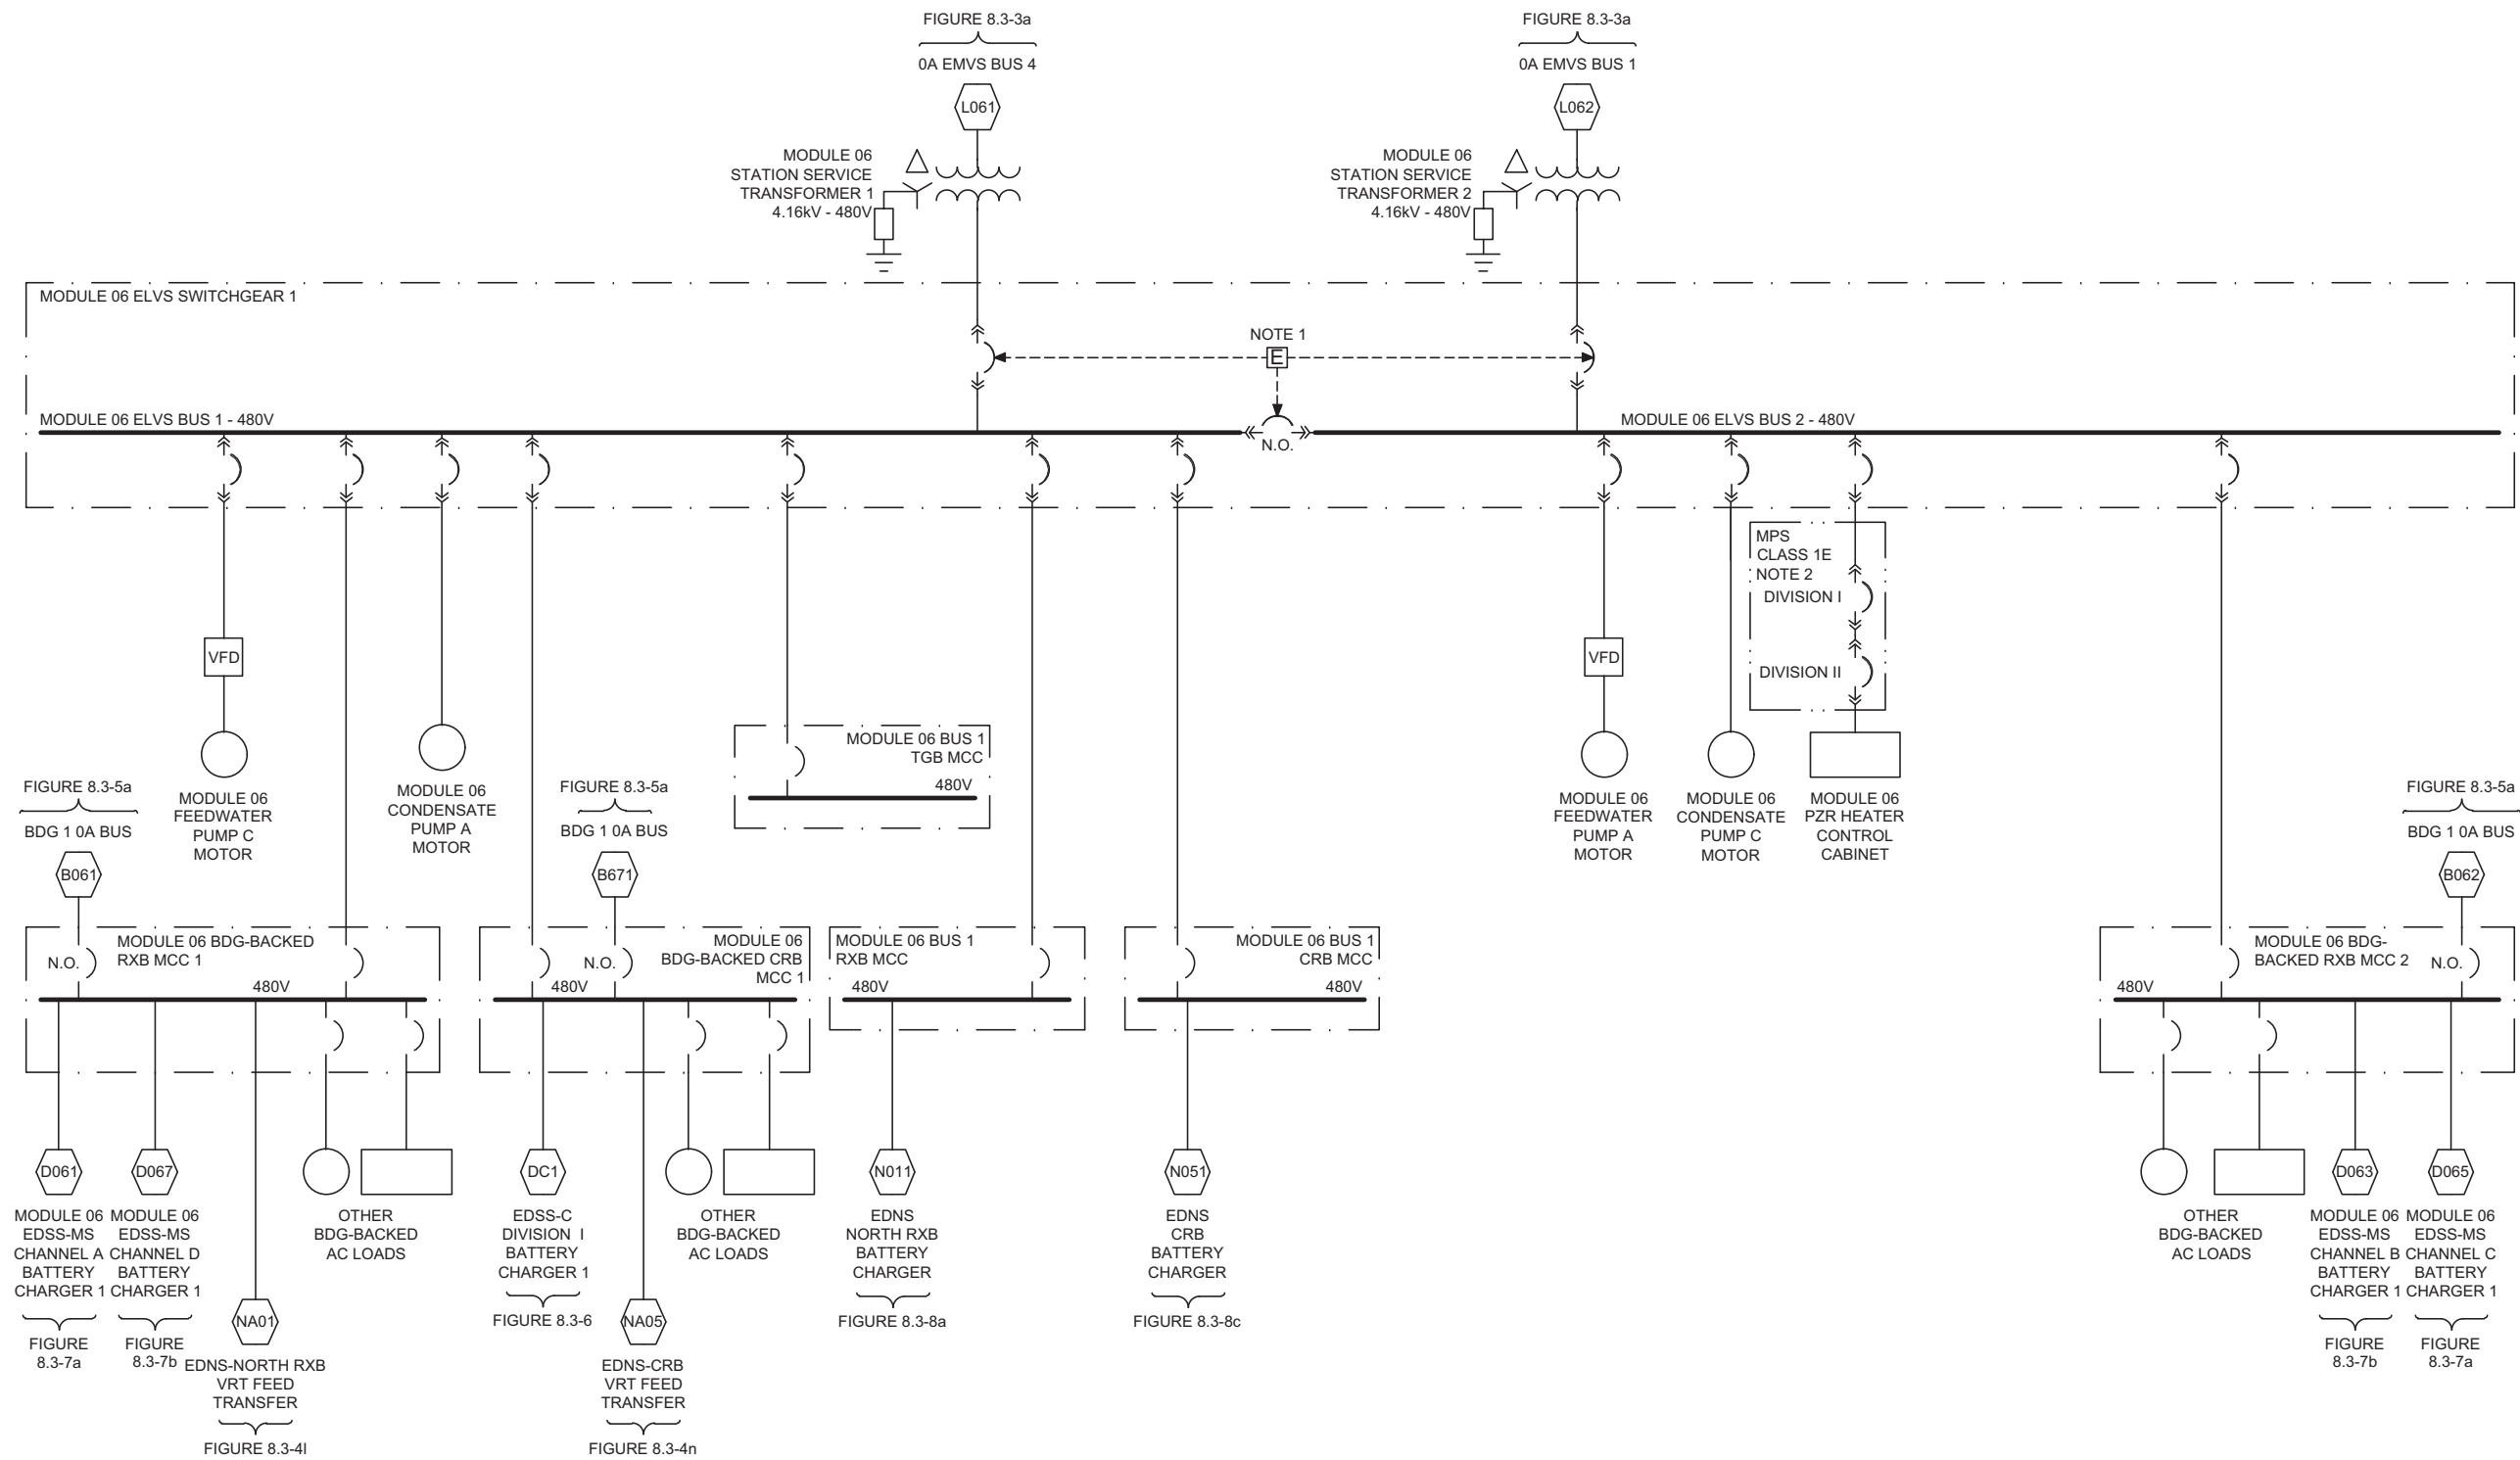 FIGURE 8.3-3a
0A EMVS BUS 4
L061
MODULE 06
STATION SERVICE
TRANSFORMER 1
4.16kV - 480V
FIGURE 8.3-3a
0A EMVS BUS 1
L062
MODULE 06
STATION SERVICE
TRANSFORMER 2
4.16kV - 480V
MODULE 06 ELVS SWITCHGEAR 1
NOTE 1
E
MODULE 06 ELVS BUS 1 - 480V
N.O.
MODULE 06 ELVS BUS 2 - 480V
VFD
MODULE 06
FEEDWATER
PUMP C
MOTOR
MODULE 06
CONDENSATE
PUMP A
MOTOR
MODULE 06 BUS 1
TGB MCC
480V
VFD
MODULE 06
FEEDWATER
PUMP A
MOTOR
MODULE 06
CONDENSATE
PUMP C
MOTOR
MPS
CLASS 1E
NOTE 2
DIVISION I
DIVISION II
MODULE 06
PZR HEATER
CONTROL
CABINET
FIGURE 8.3-5a
BDG 1 0A BUS
B061
N.O.
MODULE 06 BDG-BACKED
RXB MCC 1
480V
FIGURE 8.3-5a
BDG 1 0A BUS
B671
N.O.
MODULE 06
BDG-BACKED CRB
MCC 1
480V
MODULE 06 BUS 1
RXB MCC
480V
MODULE 06 BUS 1
CRB MCC
480V
FIGURE 8.3-5a
BDG 1 0A BUS
B062
MODULE 06 BDG-
BACKED RXB MCC 2
N.O.
480V
D061
MODULE 06
EDSS-MS
CHANNEL A
BATTERY
CHARGER 1
FIGURE
8.3-7a
D067
MODULE 06
EDSS-MS
CHANNEL D
BATTERY
CHARGER 1
FIGURE
8.3-7b
NA01
EDNS-NORTH RXB
VRT FEED
TRANSFER
FIGURE 8.3-4l
OTHER
BDG-BACKED
AC LOADS
DC1
EDSS-C
DIVISION I
BATTERY
CHARGER 1
FIGURE 8.3-6
NA05
EDNS-CRB
VRT FEED
TRANSFER
FIGURE 8.3-4n
OTHER
BDG-BACKED
AC LOADS
N011
EDNS
NORTH RXB
BATTERY
CHARGER
FIGURE 8.3-8a
N051
EDNS
CRB
BATTERY
CHARGER
FIGURE 8.3-8c
OTHER
BDG-BACKED
AC LOADS
D063
MODULE 06
EDSS-MS
CHANNEL B
BATTERY
CHARGER 1
FIGURE
8.3-7b
D065
MODULE 06
EDSS-MS
CHANNEL C
BATTERY
CHARGER 1
FIGURE
8.3-7a